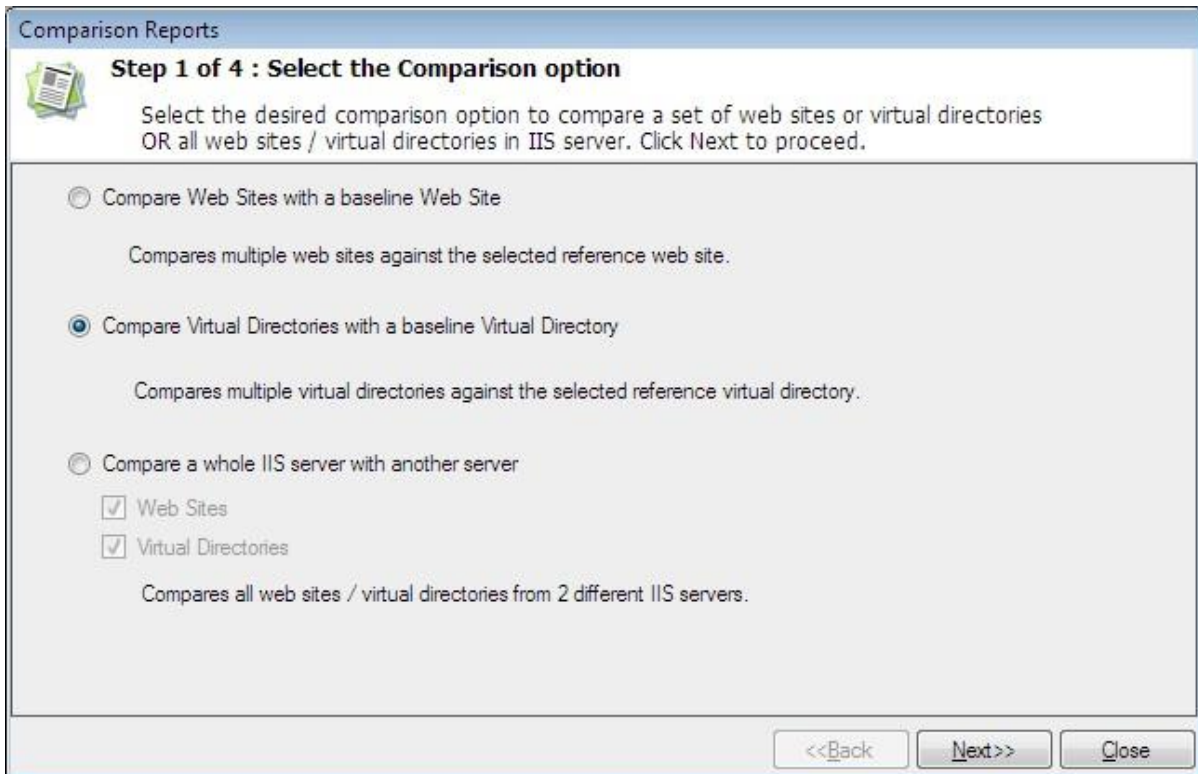 Comparison Reports
Step 1 of 4 : Select the Comparison option
Select the desired comparison option to compare a set of web sites or virtual directories
OR all web sites / virtual directories in IIS server. Click Next to proceed.
Compare Web Sites with a baseline Web Site
Compares multiple web sites against the selected reference web site.
Compare Virtual Directories with a baseline Virtual Directory
Compares multiple virtual directories against the selected reference virtual directory.
Compare a whole IIS server with another server
Web Sites
Virtual Directories
Compares all web sites / virtual directories from 2 different IIS servers.
<<Back Next>> Close